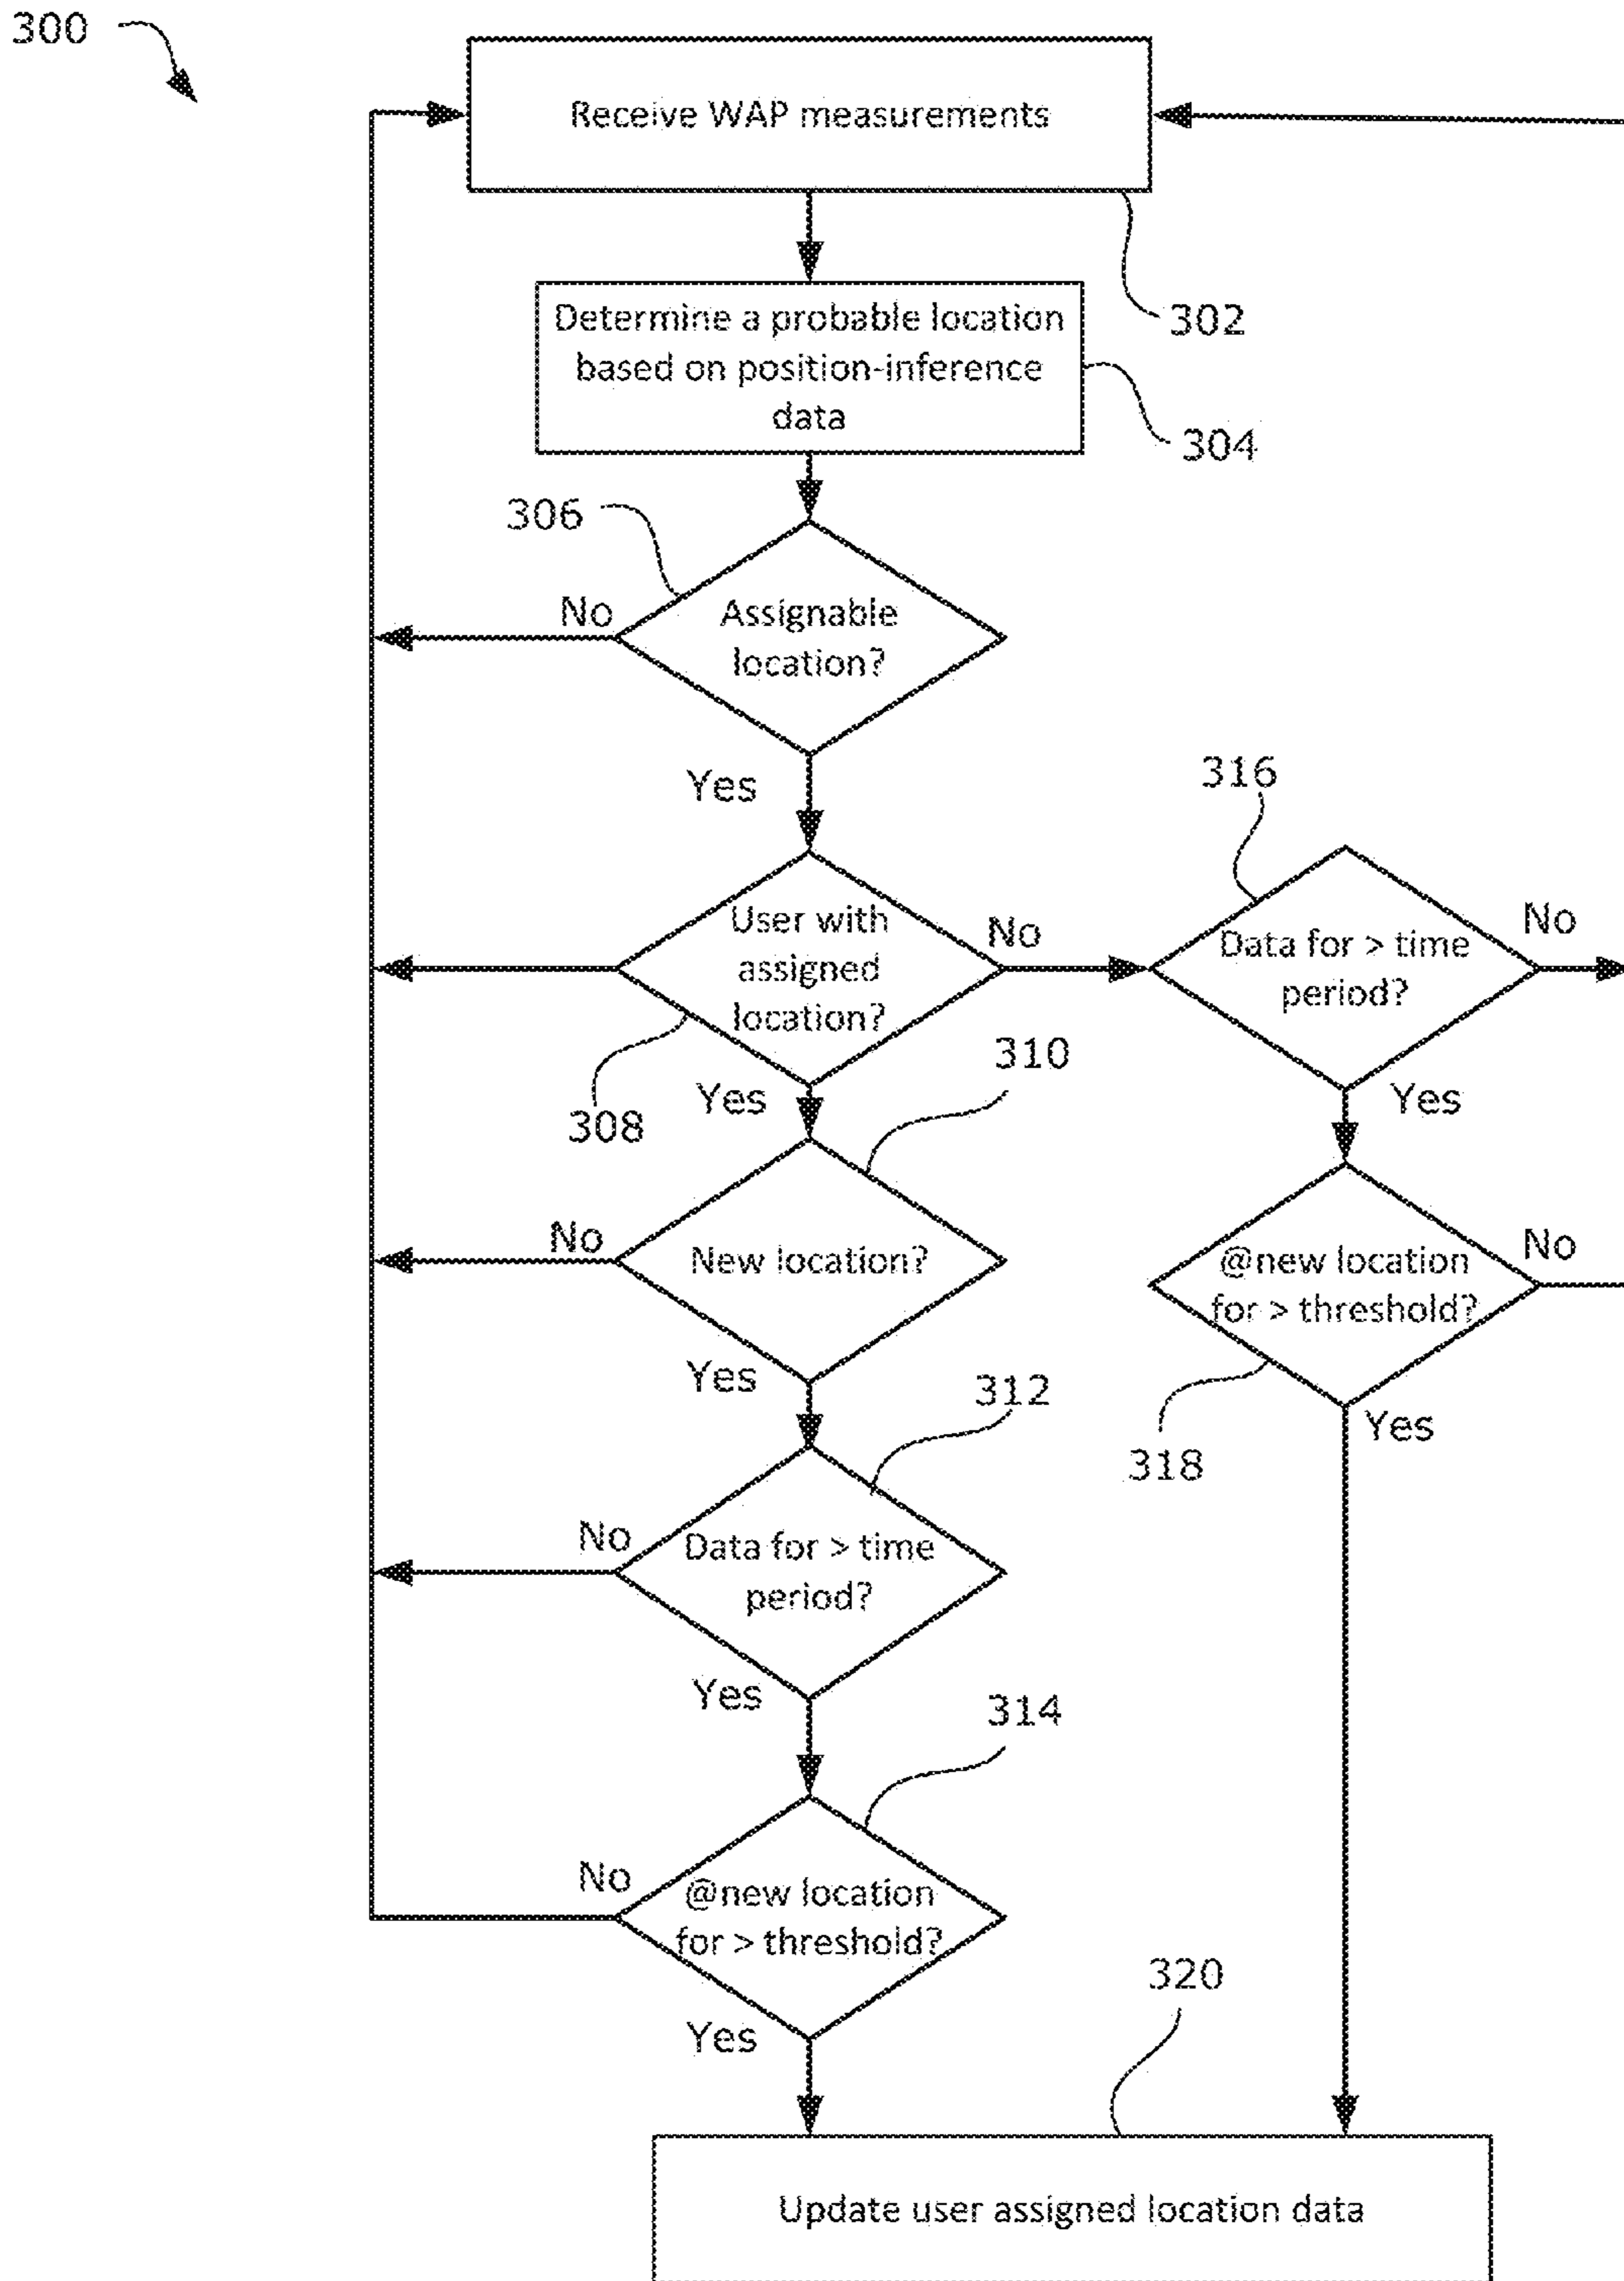 300
Receive WAP measurements
302
Determine a probable location
based on position-inference
data
304
306
No
Assignable
location?
Yes
316
User with
assigned
location?
No
Data for > time
period?
No
308
Yes
310
Yes
No
New location?
@new location
for > threshold?
No
Yes
312
318
Yes
No
Data for > time
period?
Yes
314
No
@new location
for > threshold?
Yes
320
Update user assigned location data